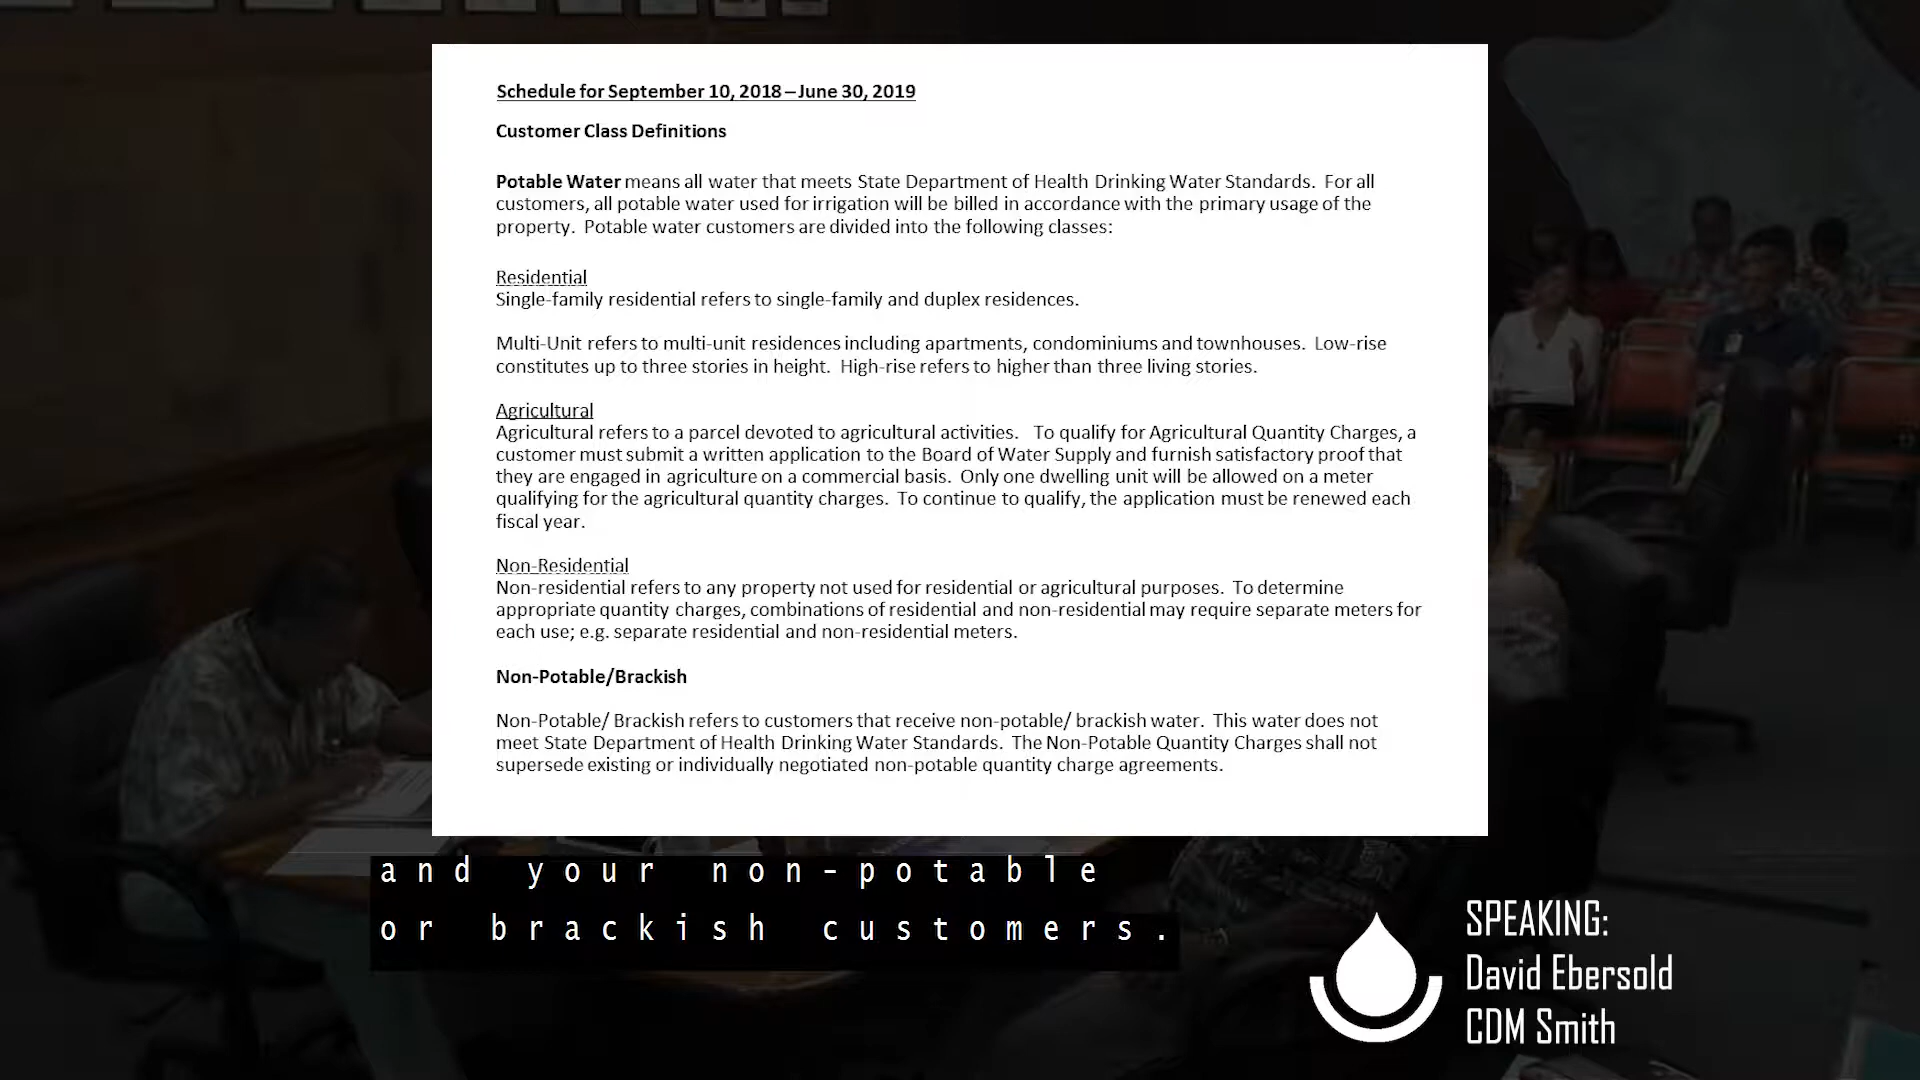 Schedule for September 10, 2018 – June 30, 2019
Customer Class Definitions
Potable Water means all water that meets State Department of Health Drinking Water Standards. For all
customers, all potable water used for irrigation will be billed in accordance with the primary usage of the
property. Potable water customers are divided into the following classes:
Residential
Single-family residential refers to single-family and duplex residences.
Multi-Unit refers to multi-unit residences including apartments, condominiums and townhouses. Low-rise
constitutes up to three stories in height. High-rise refers to higher than three living stories.
Agricultural
Agricultural refers to a parcel devoted to agricultural activities. To qualify for Agricultural Quantity Charges, a
customer must submit a written application to the Board of Water Supply and furnish satisfactory proof that
they are engaged in agriculture on a commercial basis. Only one dwelling unit will be allowed on a meter
qualifying for the agricultural quantity charges. To continue to qualify, the application must be renewed each
fiscal year.
Non-Residential
Non-residential refers to any property not used for residential or agricultural purposes. To determine
appropriate quantity charges, combinations of residential and non-residential may require separate meters for
each use; e.g. separate residential and non-residential meters.
Non-Potable/Brackish
Non-Potable/ Brackish refers to customers that receive non-potable/ brackish water. This water does not
meet State Department of Health Drinking Water Standards. The Non-Potable Quantity Charges shall not
supersede existing or individually negotiated non-potable quantity charge agreements.
and your non-potable
or brackish customers.
SPEAKING:
David Ebersold
CDM Smith